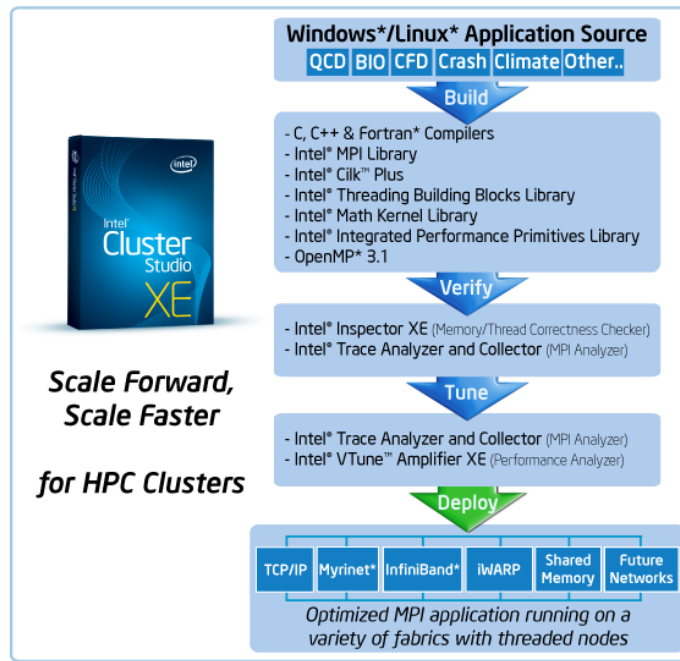 Windows*/Linux* Application Source
QCD BIO CFD Crash Climate Other..
Build
- C, C++ & Fortran* Compilers
- Intel® MPI Library
- Intel® Cilk™ Plus
- Intel® Threading Building Blocks Library
- Intel® Math Kernel Library
- Intel® Integrated Performance Primitives Library
- OpenMP* 3.1
Verify
- Intel® Inspector XE (Memory/Thread Correctness Checker)
- Intel® Trace Analyzer and Collector (MPI Analyzer)
Tune
- Intel® Trace Analyzer and Collector (MPI Analyzer)
- Intel® VTune™ Amplifier XE (Performance Analyzer)
Deploy
TCP/IP Myrinet* InfiniBand* iWARP Shared Memory Future Networks
Optimized MPI application running on a
variety of fabrics with threaded nodes
intel
Intel®
Cluster
Studio
XE
Scale Forward,
Scale Faster
for HPC Clusters